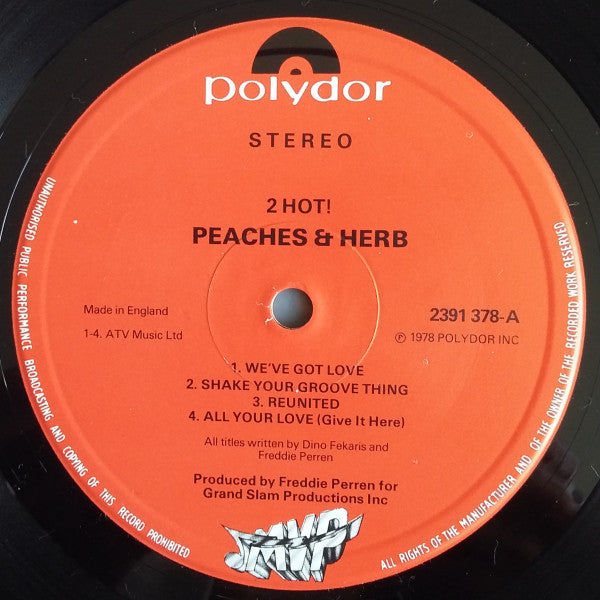 polydor
STEREO
2 HOT!
PEACHES & HERB
Made in England
1-4. ATV Music Ltd
2391 378-A
℗ 1978 POLYDOR INC
1. WE'VE GOT LOVE
2. SHAKE YOUR GROOVE THING
3. REUNITED
4. ALL YOUR LOVE (Give It Here)
All titles written by Dino Fekaris and
Freddie Perren
Produced by Freddie Perren for
Grand Slam Productions Inc
MVP
ALL RIGHTS OF THE MANUFACTURER AND OF THE OWNER OF THE RECORDED WORK RESERVED
UNAUTHORISED PUBLIC PERFORMANCE BROADCASTING AND COPYING OF THIS RECORD PROHIBITED